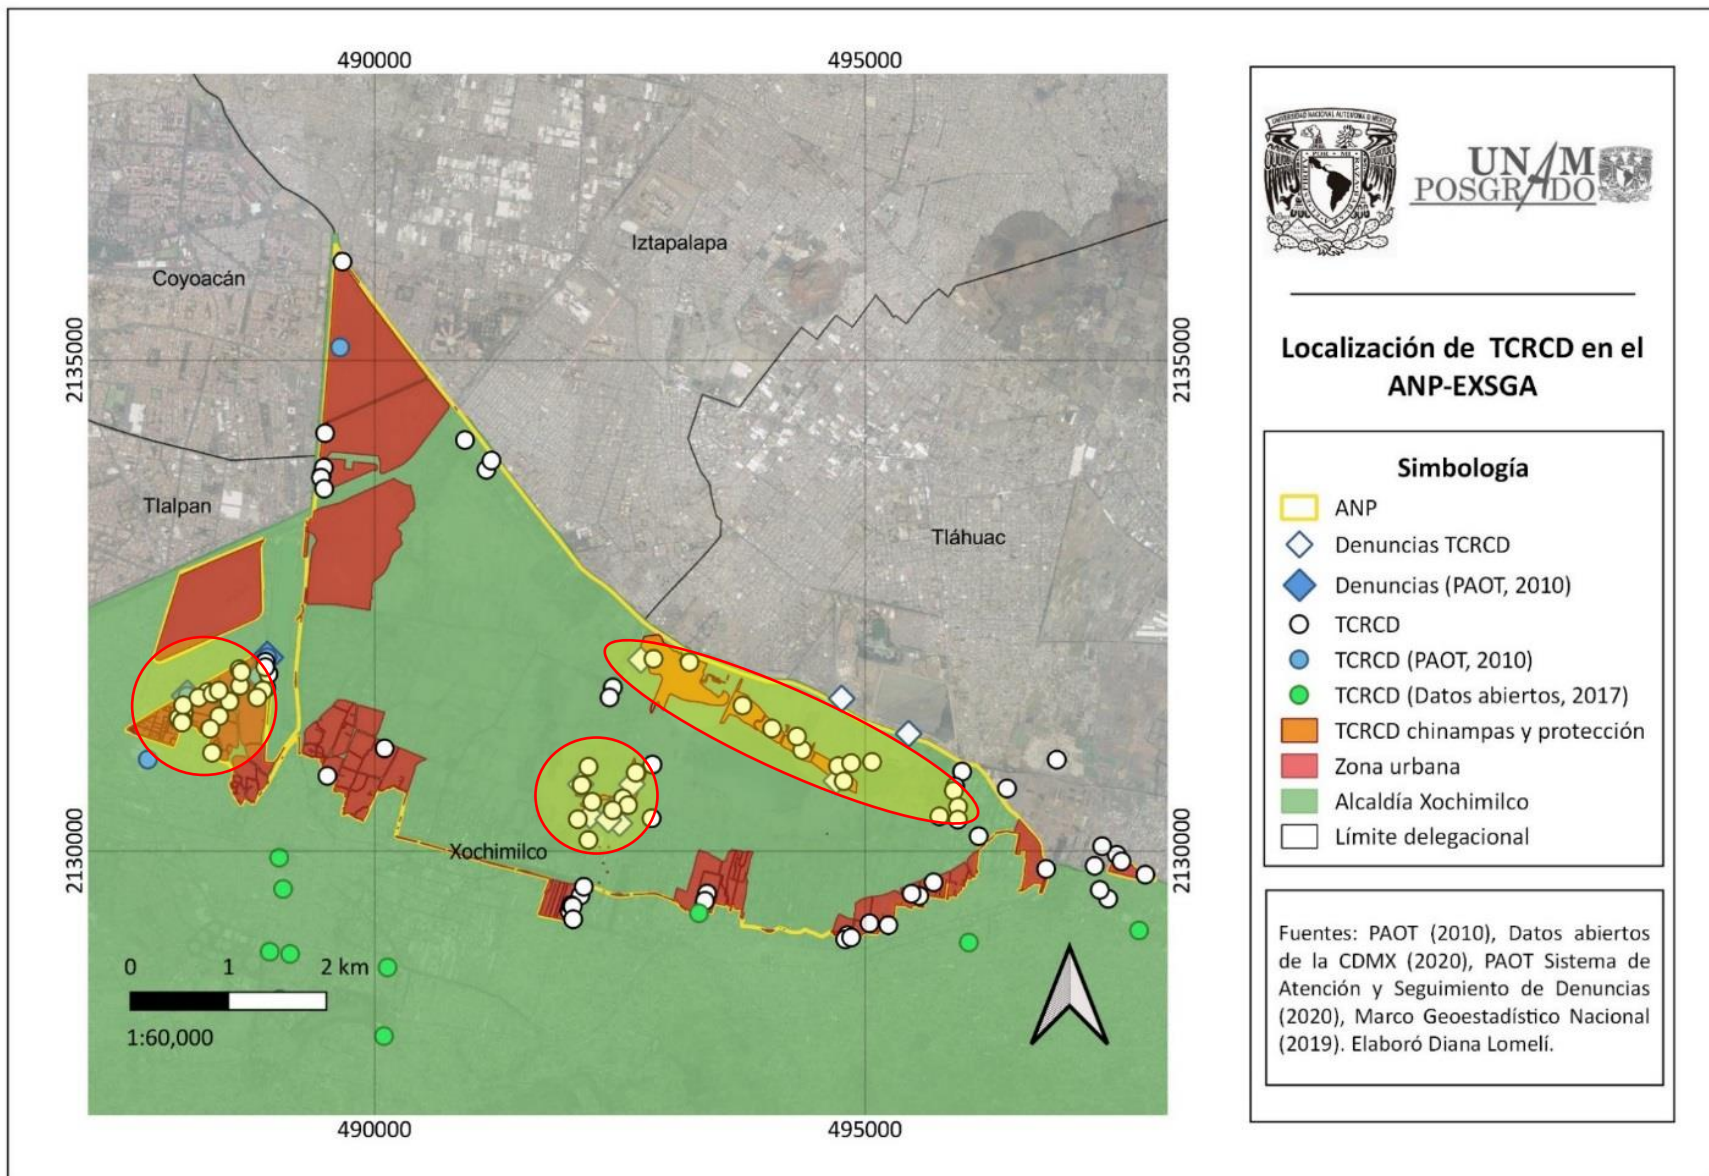 490000
495000
Coyoacán
Iztapalapa
2135000
2135000
Tlalpan
Tláhuac
2130000
2130000
Xochimilco
0 1 2 km
1:60,000
490000
495000
UNAM
POSGRADO
Localización de TCRCD en el
ANP-EXSGA
Simbología
ANP
Denuncias TCRCD
Denuncias (PAOT, 2010)
TCRCD
TCRCD (PAOT, 2010)
TCRCD (Datos abiertos, 2017)
TCRCD chinampas y protección
Zona urbana
Alcaldía Xochimilco
Límite delegacional
Fuentes: PAOT (2010), Datos abiertos
de la CDMX (2020), PAOT Sistema de
Atención y Seguimiento de Denuncias
(2020), Marco Geoestadístico Nacional
(2019). Elaboró Diana Lomelí.